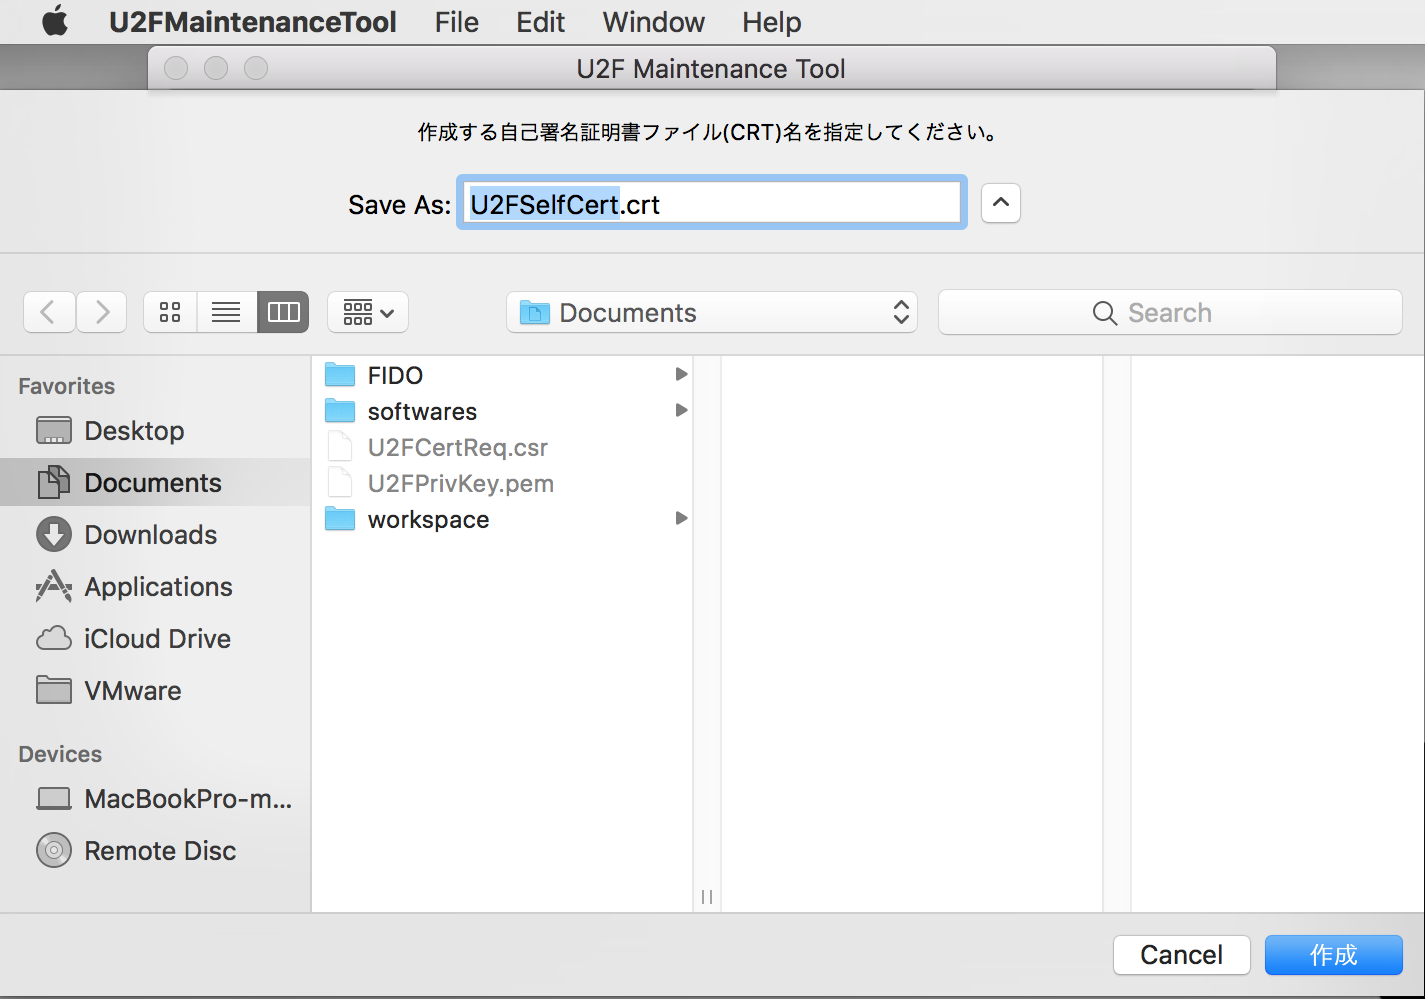 U2FMaintenanceTool File Edit Window Help
U2F Maintenance Tool
作成する自己署名証明書ファイル(CRT)名を指定してください。
Save As: U2FSelfCert.crt
Documents
Search
Favorites
Desktop
Documents
Downloads
Applications
iCloud Drive
VMware
Devices
MacBookPro-m...
Remote Disc
FIDO
softwares
U2FCertReq.csr
U2FPrivKey.pem
workspace
Cancel
作成